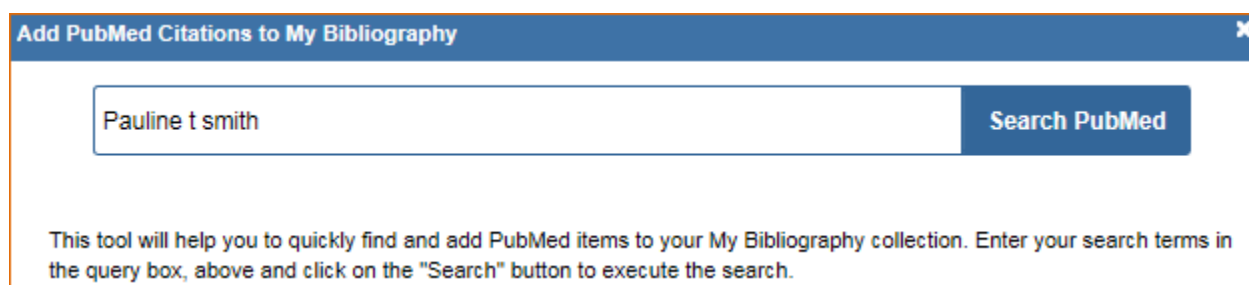 Add PubMed Citations to My Bibliography
Pauline t smith
Search PubMed
This tool will help you to quickly find and add PubMed items to your My Bibliography collection. Enter your search terms in
the query box, above and click on the "Search" button to execute the search.